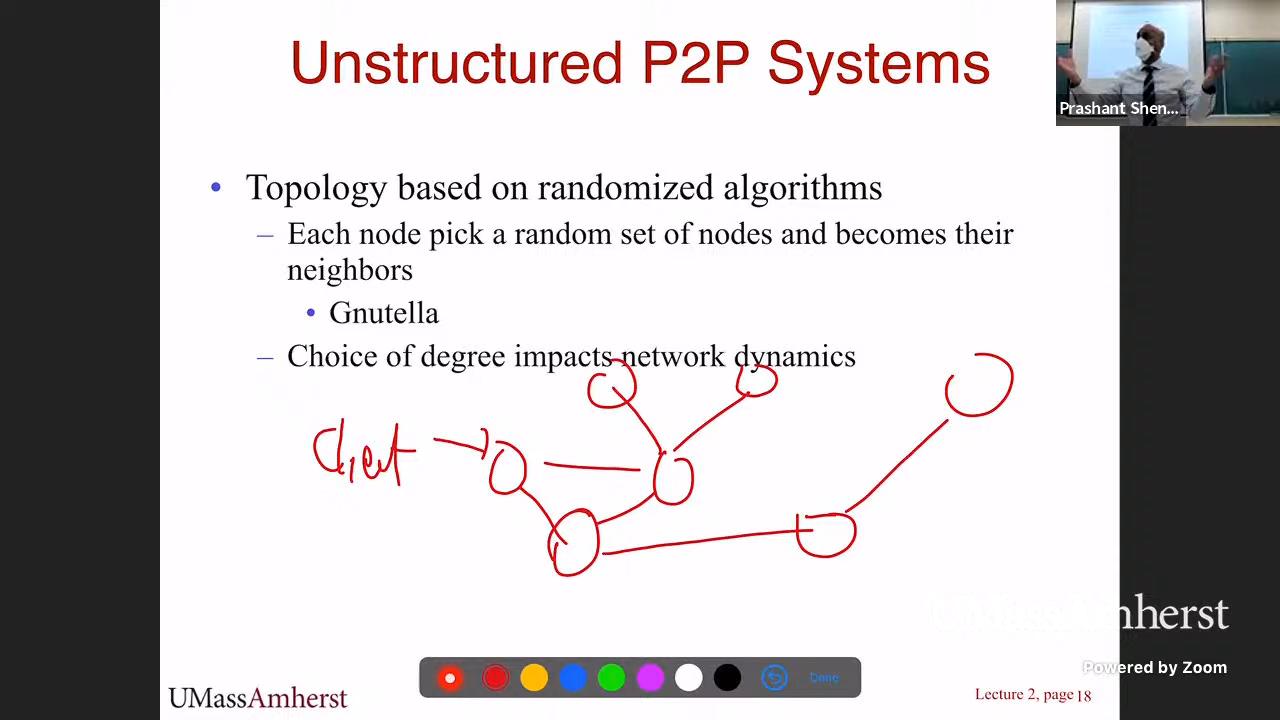 Unstructured P2P Systems
Prashant Shen...
• Topology based on randomized algorithms
– Each node pick a random set of nodes and becomes their
neighbors
• Gnutella
– Choice of degree impacts network dynamics
Client
UMassAmherst
Powered by Zoom
Done
UMassAmherst
Lecture 2, page 18